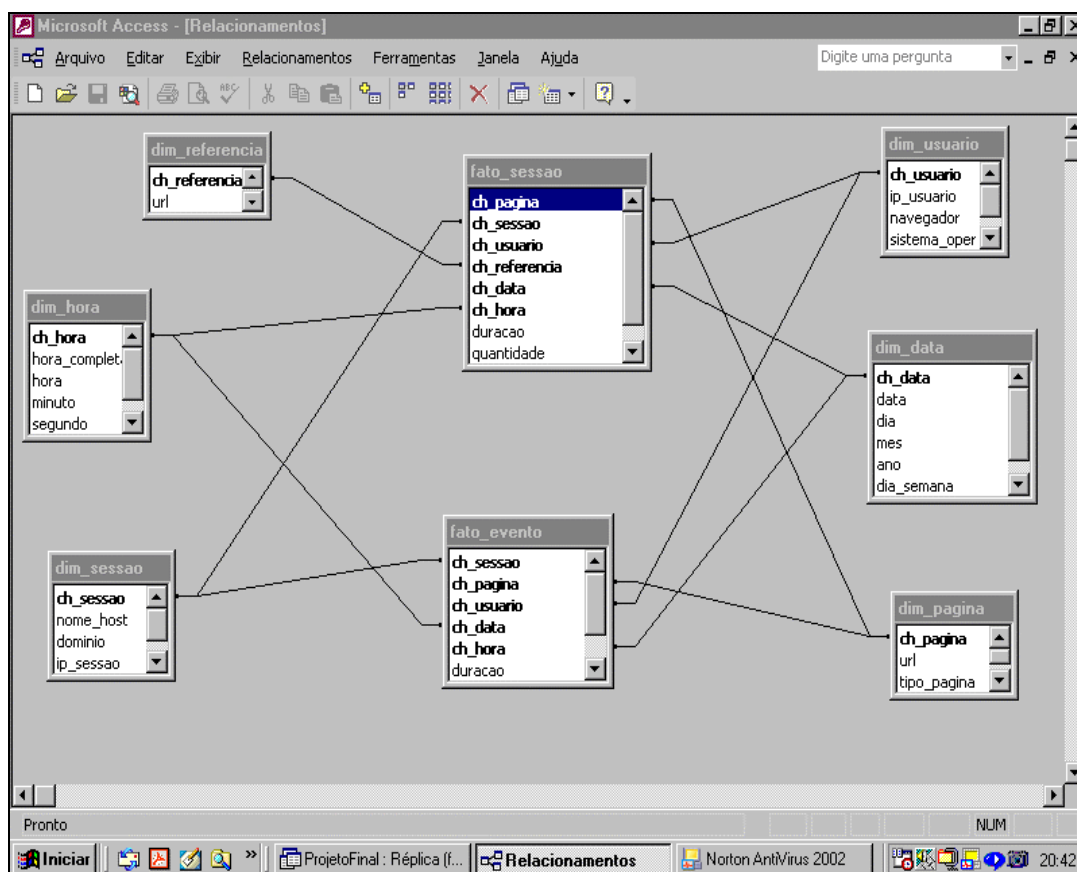 Microsoft Access - [Relacionamentos]
Arquivo Editar Exibir Relacionamentos Ferramentas Janela Ajuda
Digite uma pergunta
dim_referencia
ch_referencia
url
fato_sessao
ch_pagina
ch_sessao
ch_usuario
ch_referencia
ch_data
ch_hora
duracao
quantidade
dim_usuario
ch_usuario
ip_usuario
navegador
sistema_oper
dim_hora
ch_hora
hora_complet
hora
minuto
segundo
dim_data
ch_data
data
dia
mes
ano
dia_semana
dim_sessao
ch_sessao
nome_host
dominio
ip_sessao
fato_evento
ch_sessao
ch_pagina
ch_usuario
ch_data
ch_hora
duracao
dim_pagina
ch_pagina
url
tipo_pagina
Pronto
NUM
Iniciar
»
ProjetoFinal : Réplica (f...
Relacionamentos
Norton AntiVirus 2002
20:42